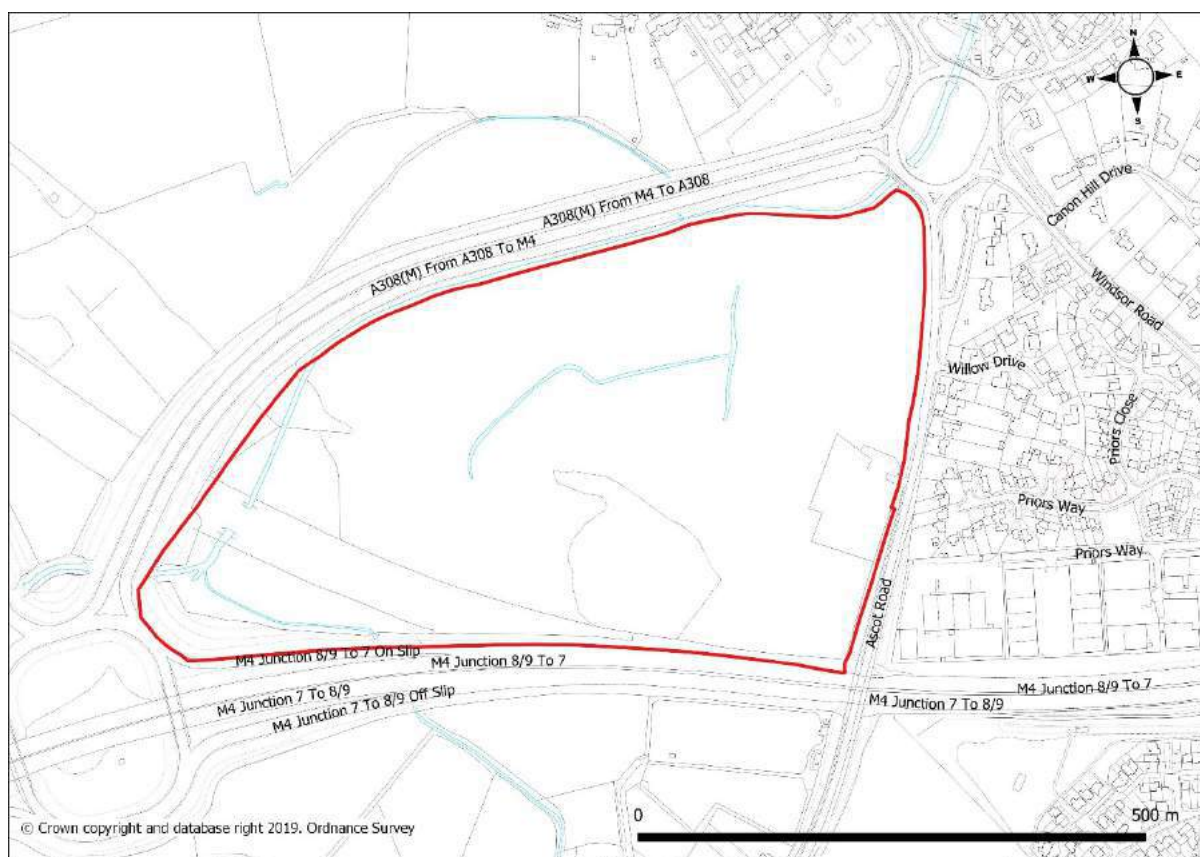 N
W E
S
A308(M) From M4 To A308
A308(M) From A308 To M4
Canon Hill Drive
Windsor Road
Willow Drive
Priors Close
Priors Way
Priors Way
Ascot Road
M4 Junction 8/9 To 7 On Slip
M4 Junction 8/9 To 7
M4 Junction 7 To 8/9
M4 Junction 7 To 8/9 Off Slip
M4 Junction 8/9 To 7
M4 Junction 7 To 8/9
© Crown copyright and database right 2019. Ordnance Survey
0 500 m